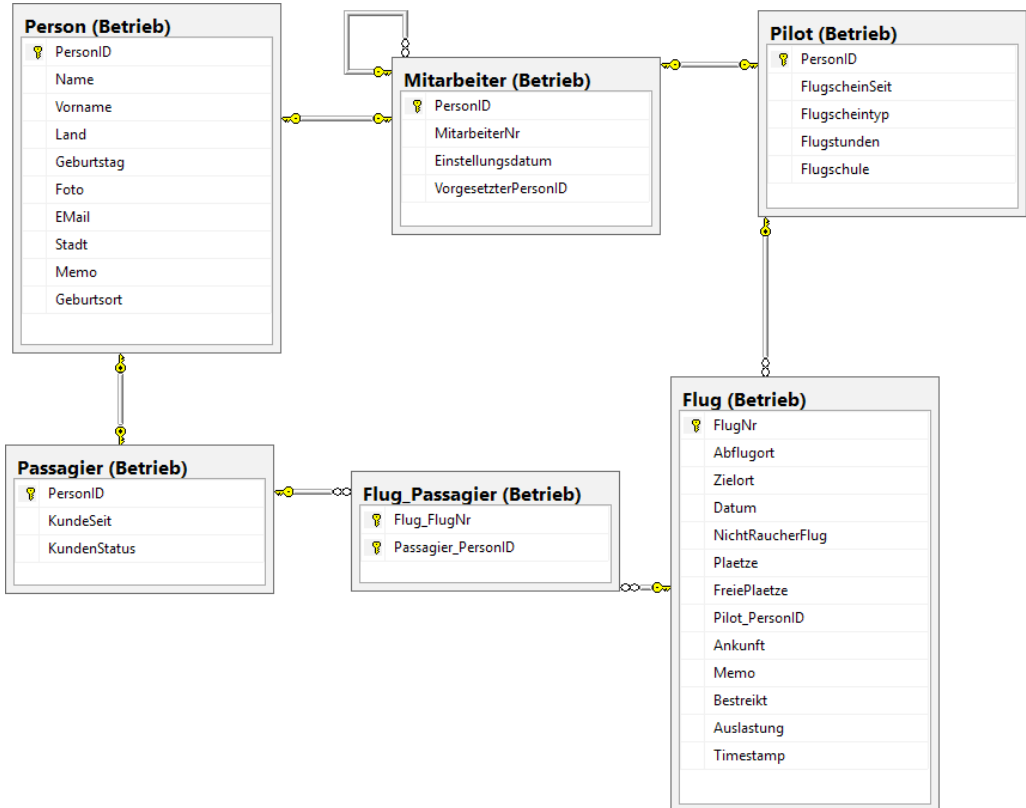 Person (Betrieb)
PersonID
Name
Vorname
Land
Geburtstag
Foto
EMail
Stadt
Memo
Geburtsort
Mitarbeiter (Betrieb)
PersonID
MitarbeiterNr
Einstellungsdatum
VorgesetzterPersonID
Pilot (Betrieb)
PersonID
FlugscheinSeit
Flugscheintyp
Flugstunden
Flugschule
Passagier (Betrieb)
PersonID
KundeSeit
KundenStatus
Flug_Passagier (Betrieb)
Flug_FlugNr
Passagier_PersonID
Flug (Betrieb)
FlugNr
Abflugort
Zielort
Datum
NichtRaucherFlug
Plaetze
FreiePlaetze
Pilot_PersonID
Ankunft
Memo
Bestreikt
Auslastung
Timestamp